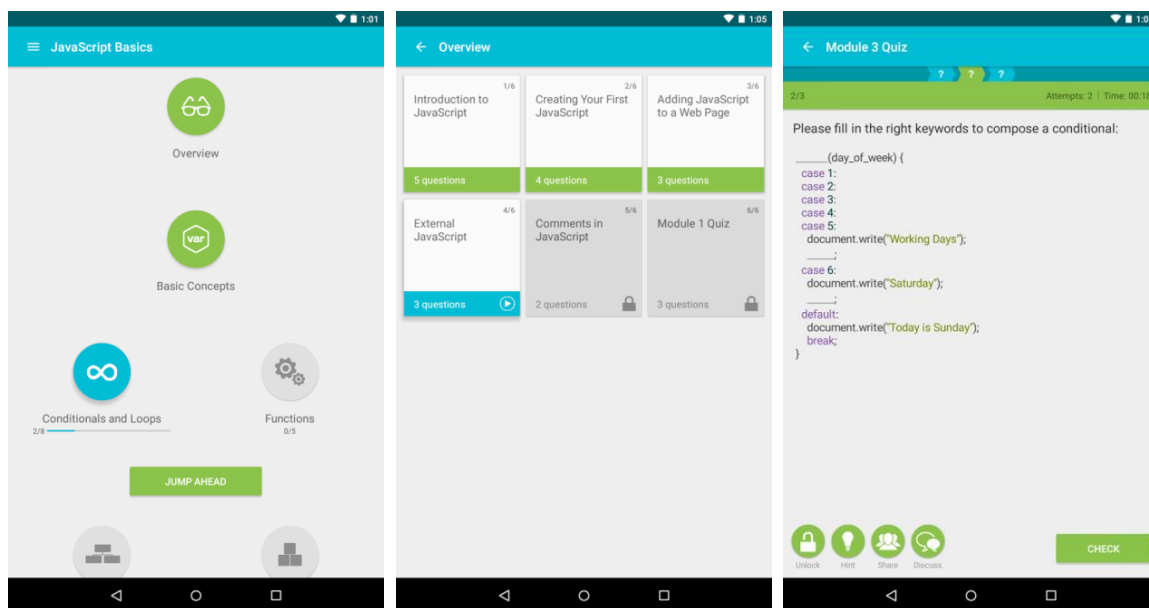 1:01
JavaScript Basics
Overview
var
Basic Concepts
Conditionals and Loops
2/8
Functions
0/5
JUMP AHEAD
1:05
Overview
1/6
Introduction to
JavaScript
5 questions
2/6
Creating Your First
JavaScript
4 questions
3/6
Adding JavaScript
to a Web Page
3 questions
4/6
External
JavaScript
3 questions
5/6
Comments in
JavaScript
2 questions
6/6
Module 1 Quiz
3 questions
Module 3 Quiz
? ? ?
2/3
Attempts: 2 | Time: 00:18
Please fill in the right keywords to compose a conditional:
_____(day_of_week) {
case 1:
case 2:
case 3:
case 4:
case 5:
document.write("Working Days");
_____;
case 6:
document.write("Saturday");
_____;
default:
document.write("Today is Sunday");
break;
}
Unlock
Hint
Share
Discuss
CHECK